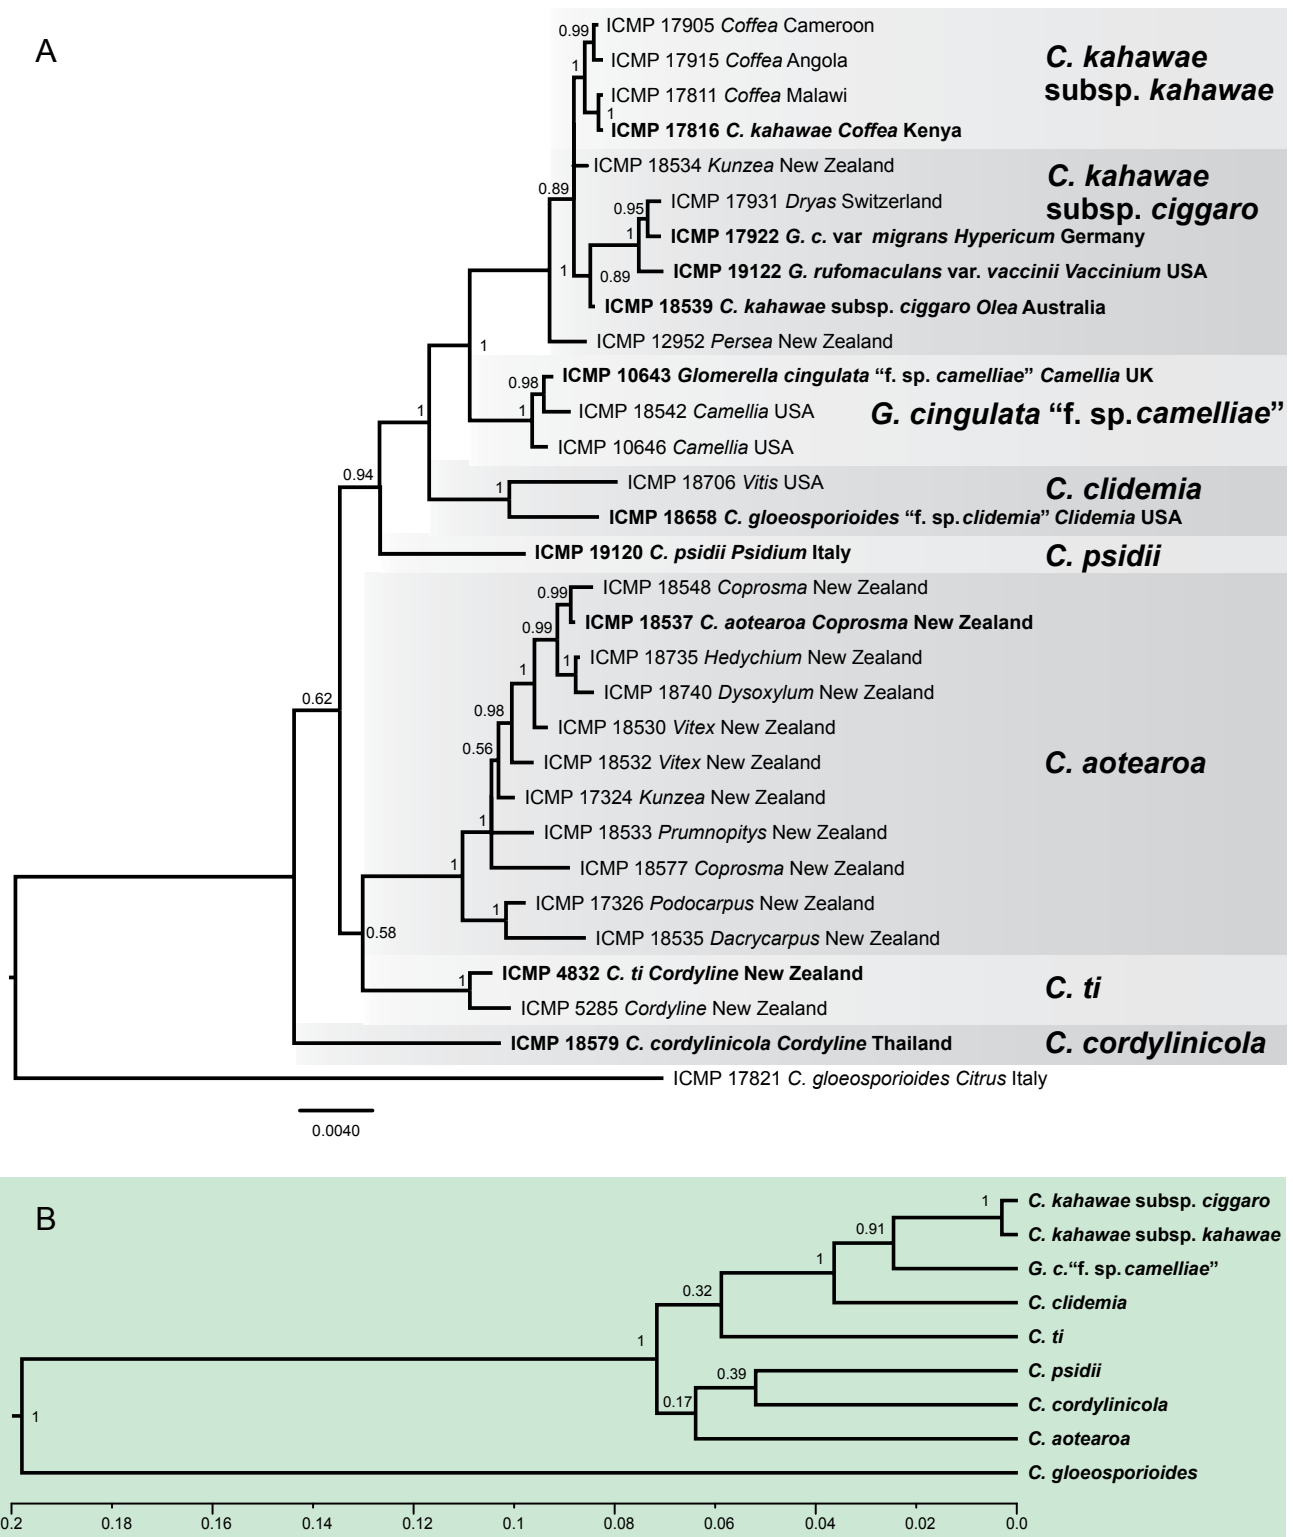 A
0.99
ICMP 17905 Coffea Cameroon
ICMP 17915 Coffea Angola
1
ICMP 17811 Coffea Malawi
1
ICMP 17816 C. kahawae Coffea Kenya
C. kahawae
subsp. kahawae
ICMP 18534 Kunzea New Zealand
0.89
ICMP 17931 Dryas Switzerland
0.95
ICMP 17922 G. c. var migrans Hypericum Germany
1
ICMP 19122 G. rufomaculans var. vaccinii Vaccinium USA
1
0.89
ICMP 18539 C. kahawae subsp. ciggaro Olea Australia
ICMP 12952 Persea New Zealand
C. kahawae
subsp. ciggaro
1
ICMP 10643 Glomerella cingulata “f. sp. camelliae” Camellia UK
0.98
ICMP 18542 Camellia USA
1
ICMP 10646 Camellia USA
G. cingulata “f. sp. camelliae”
1
ICMP 18706 Vitis USA
1
ICMP 18658 C. gloeosporioides “f. sp. clidemia” Clidemia USA
C. clidemia
0.94
ICMP 19120 C. psidii Psidium Italy
C. psidii
ICMP 18548 Coprosma New Zealand
0.99
ICMP 18537 C. aotearoa Coprosma New Zealand
0.99
ICMP 18735 Hedychium New Zealand
1
ICMP 18740 Dysoxylum New Zealand
1
ICMP 18530 Vitex New Zealand
0.98
ICMP 18532 Vitex New Zealand
0.56
ICMP 17324 Kunzea New Zealand
1
ICMP 18533 Prumnopitys New Zealand
ICMP 18577 Coprosma New Zealand
1
ICMP 17326 Podocarpus New Zealand
1
ICMP 18535 Dacrycarpus New Zealand
C. aotearoa
0.62
0.58
ICMP 4832 C. ti Cordyline New Zealand
1
ICMP 5285 Cordyline New Zealand
C. ti
ICMP 18579 C. cordylinicola Cordyline Thailand
C. cordylinicola
ICMP 17821 C. gloeosporioides Citrus Italy
0.0040
B
1
C. kahawae subsp. ciggaro
C. kahawae subsp. kahawae
0.91
G. c.“f. sp. camelliae”
1
C. clidemia
0.32
C. ti
1
C. psidii
0.39
C. cordylinicola
0.17
C. aotearoa
1
C. gloeosporioides
0.2 0.18 0.16 0.14 0.12 0.1 0.08 0.06 0.04 0.02 0.0